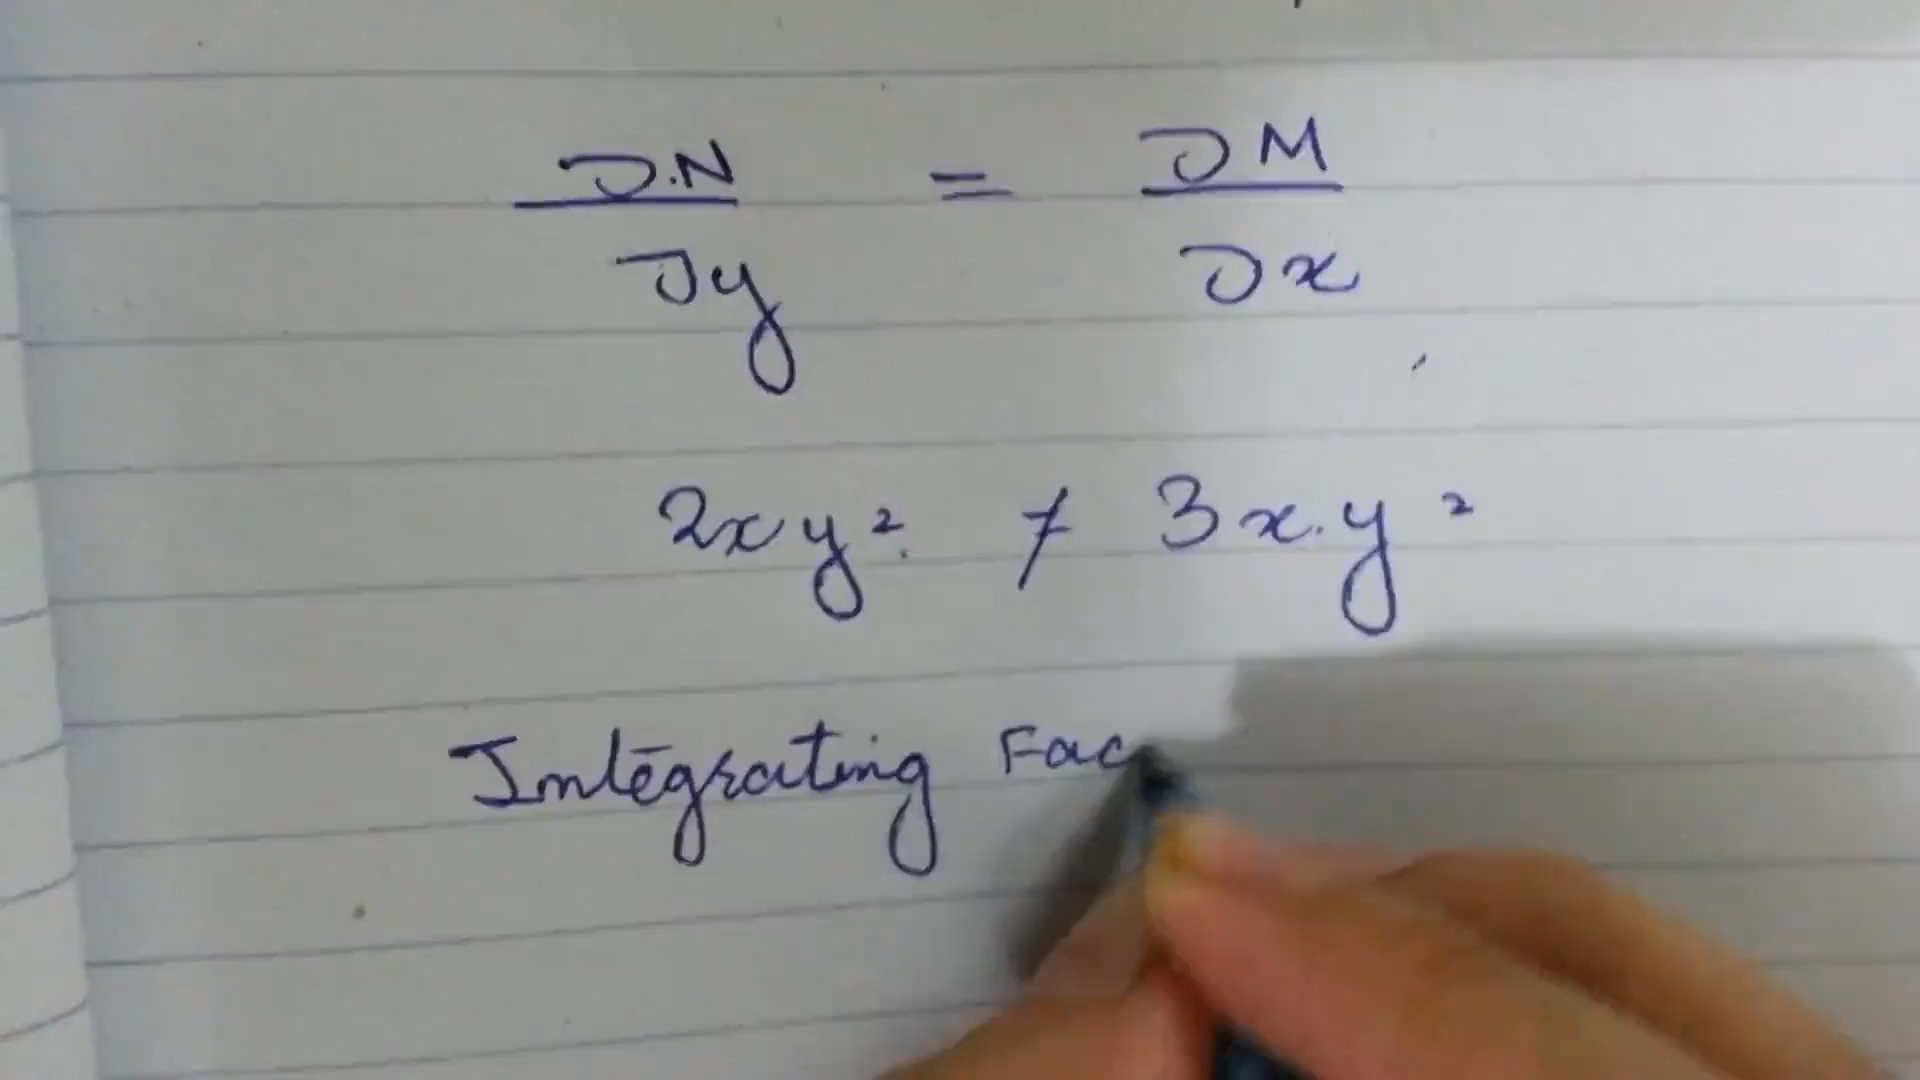 ∂N/∂y = ∂M/∂x
2xy² ≠ 3x.y²
Integrating Fac